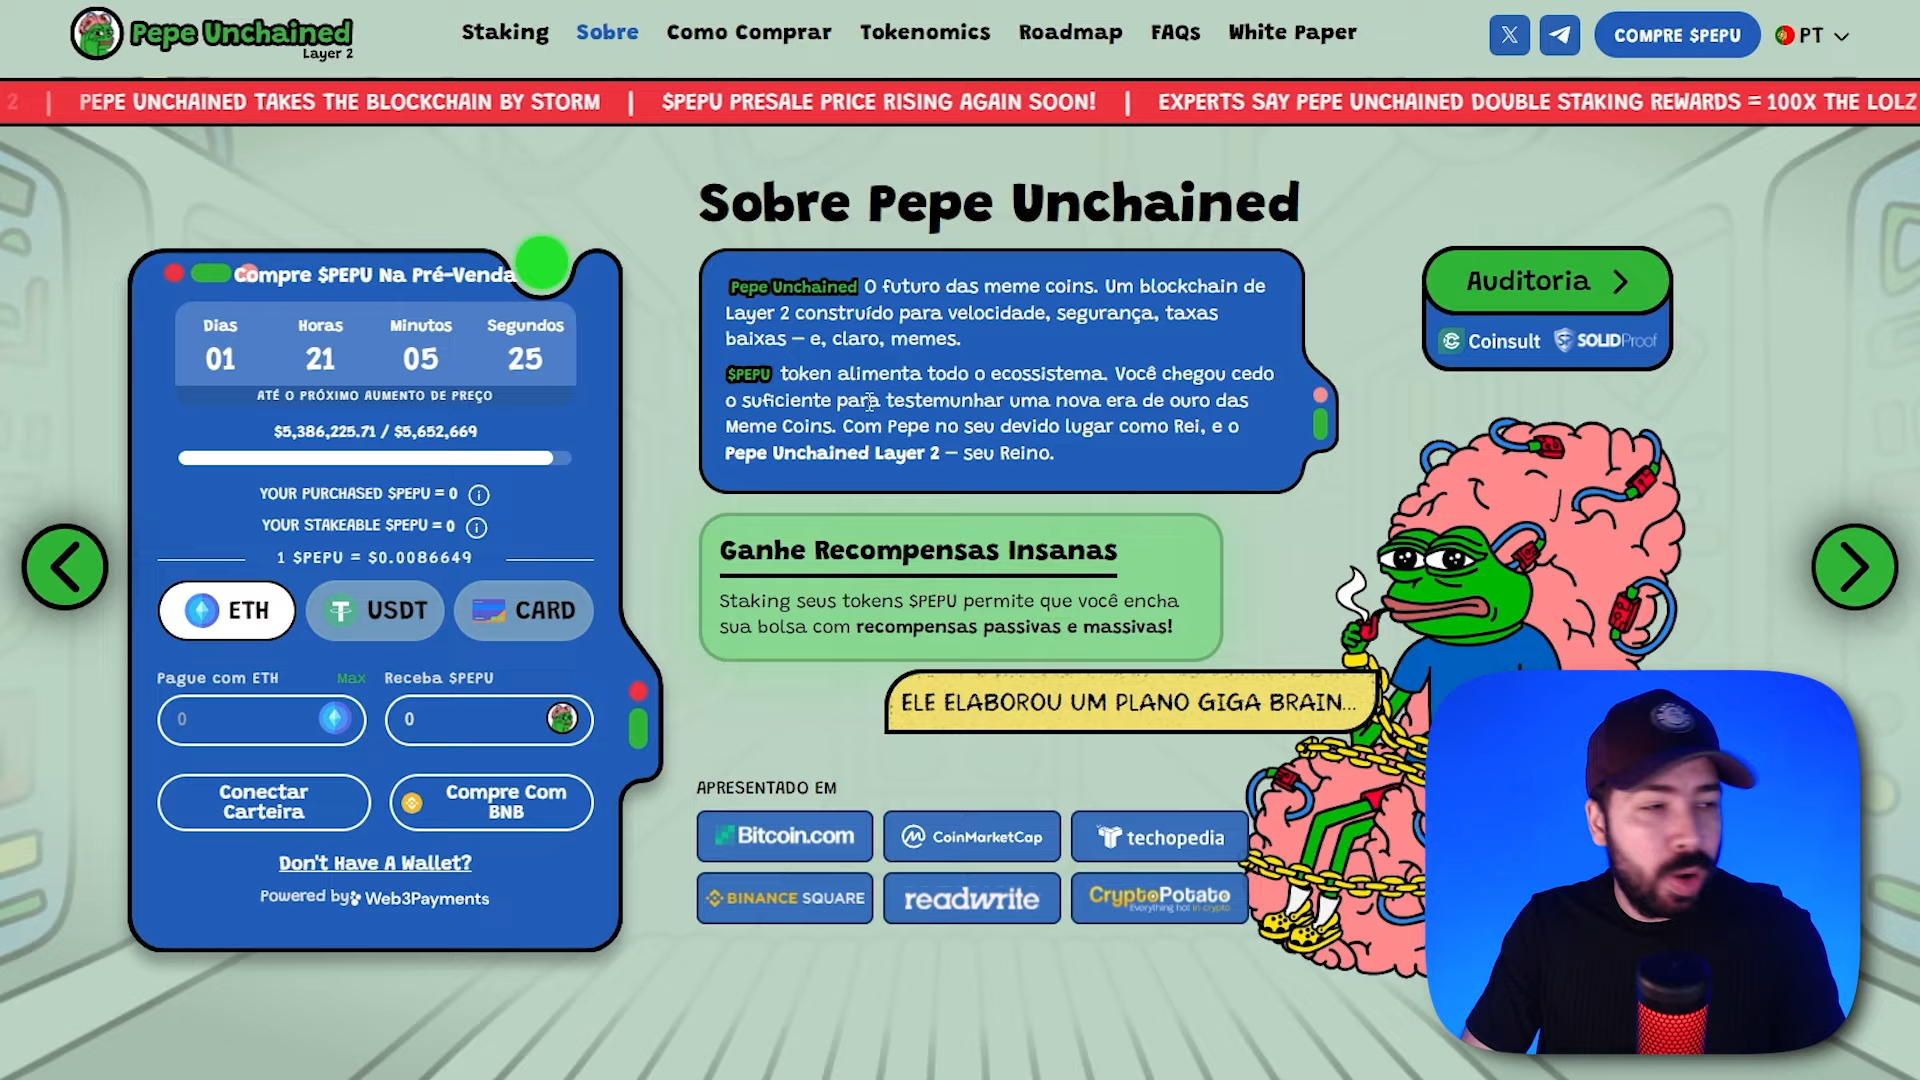 Pepe Unchained
Layer 2
Staking
Sobre
Como Comprar
Tokenomics
Roadmap
FAQs
White Paper
COMPRE $PEPU
PT
2 | PEPE UNCHAINED TAKES THE BLOCKCHAIN BY STORM | $PEPU PRESALE PRICE RISING AGAIN SOON! | EXPERTS SAY PEPE UNCHAINED DOUBLE STAKING REWARDS = 100X THE LOLZ
Compre $PEPU Na Pré-Venda
Dias Horas Minutos Segundos
01 21 05 25
ATÉ O PRÓXIMO AUMENTO DE PREÇO
$5,386,225.71 / $5,652,669
YOUR PURCHASED $PEPU = 0
YOUR STAKEABLE $PEPU = 0
1 $PEPU = $0.0086649
ETH
USDT
CARD
Pague com ETH Max
Receba $PEPU
0
0
Conectar
Carteira
Compre Com
BNB
Don't Have A Wallet?
Powered by Web3Payments
Sobre Pepe Unchained
Pepe Unchained O futuro das meme coins. Um blockchain de
Layer 2 construído para velocidade, segurança, taxas
baixas – e, claro, memes.
$PEPU token alimenta todo o ecossistema. Você chegou cedo
o suficiente para testemunhar uma nova era de ouro das
Meme Coins. Com Pepe no seu devido lugar como Rei, e o
Pepe Unchained Layer 2 – seu Reino.
Ganhe Recompensas Insanas
Staking seus tokens $PEPU permite que você encha
sua bolsa com recompensas passivas e massivas!
ELE ELABOROU UM PLANO GIGA BRAIN...
APRESENTADO EM
Bitcoin.com
CoinMarketCap
techopedia
BINANCE SQUARE
readwrite
CryptoPotato
Everything hot in crypto
Auditoria
Coinsult
SOLIDProof